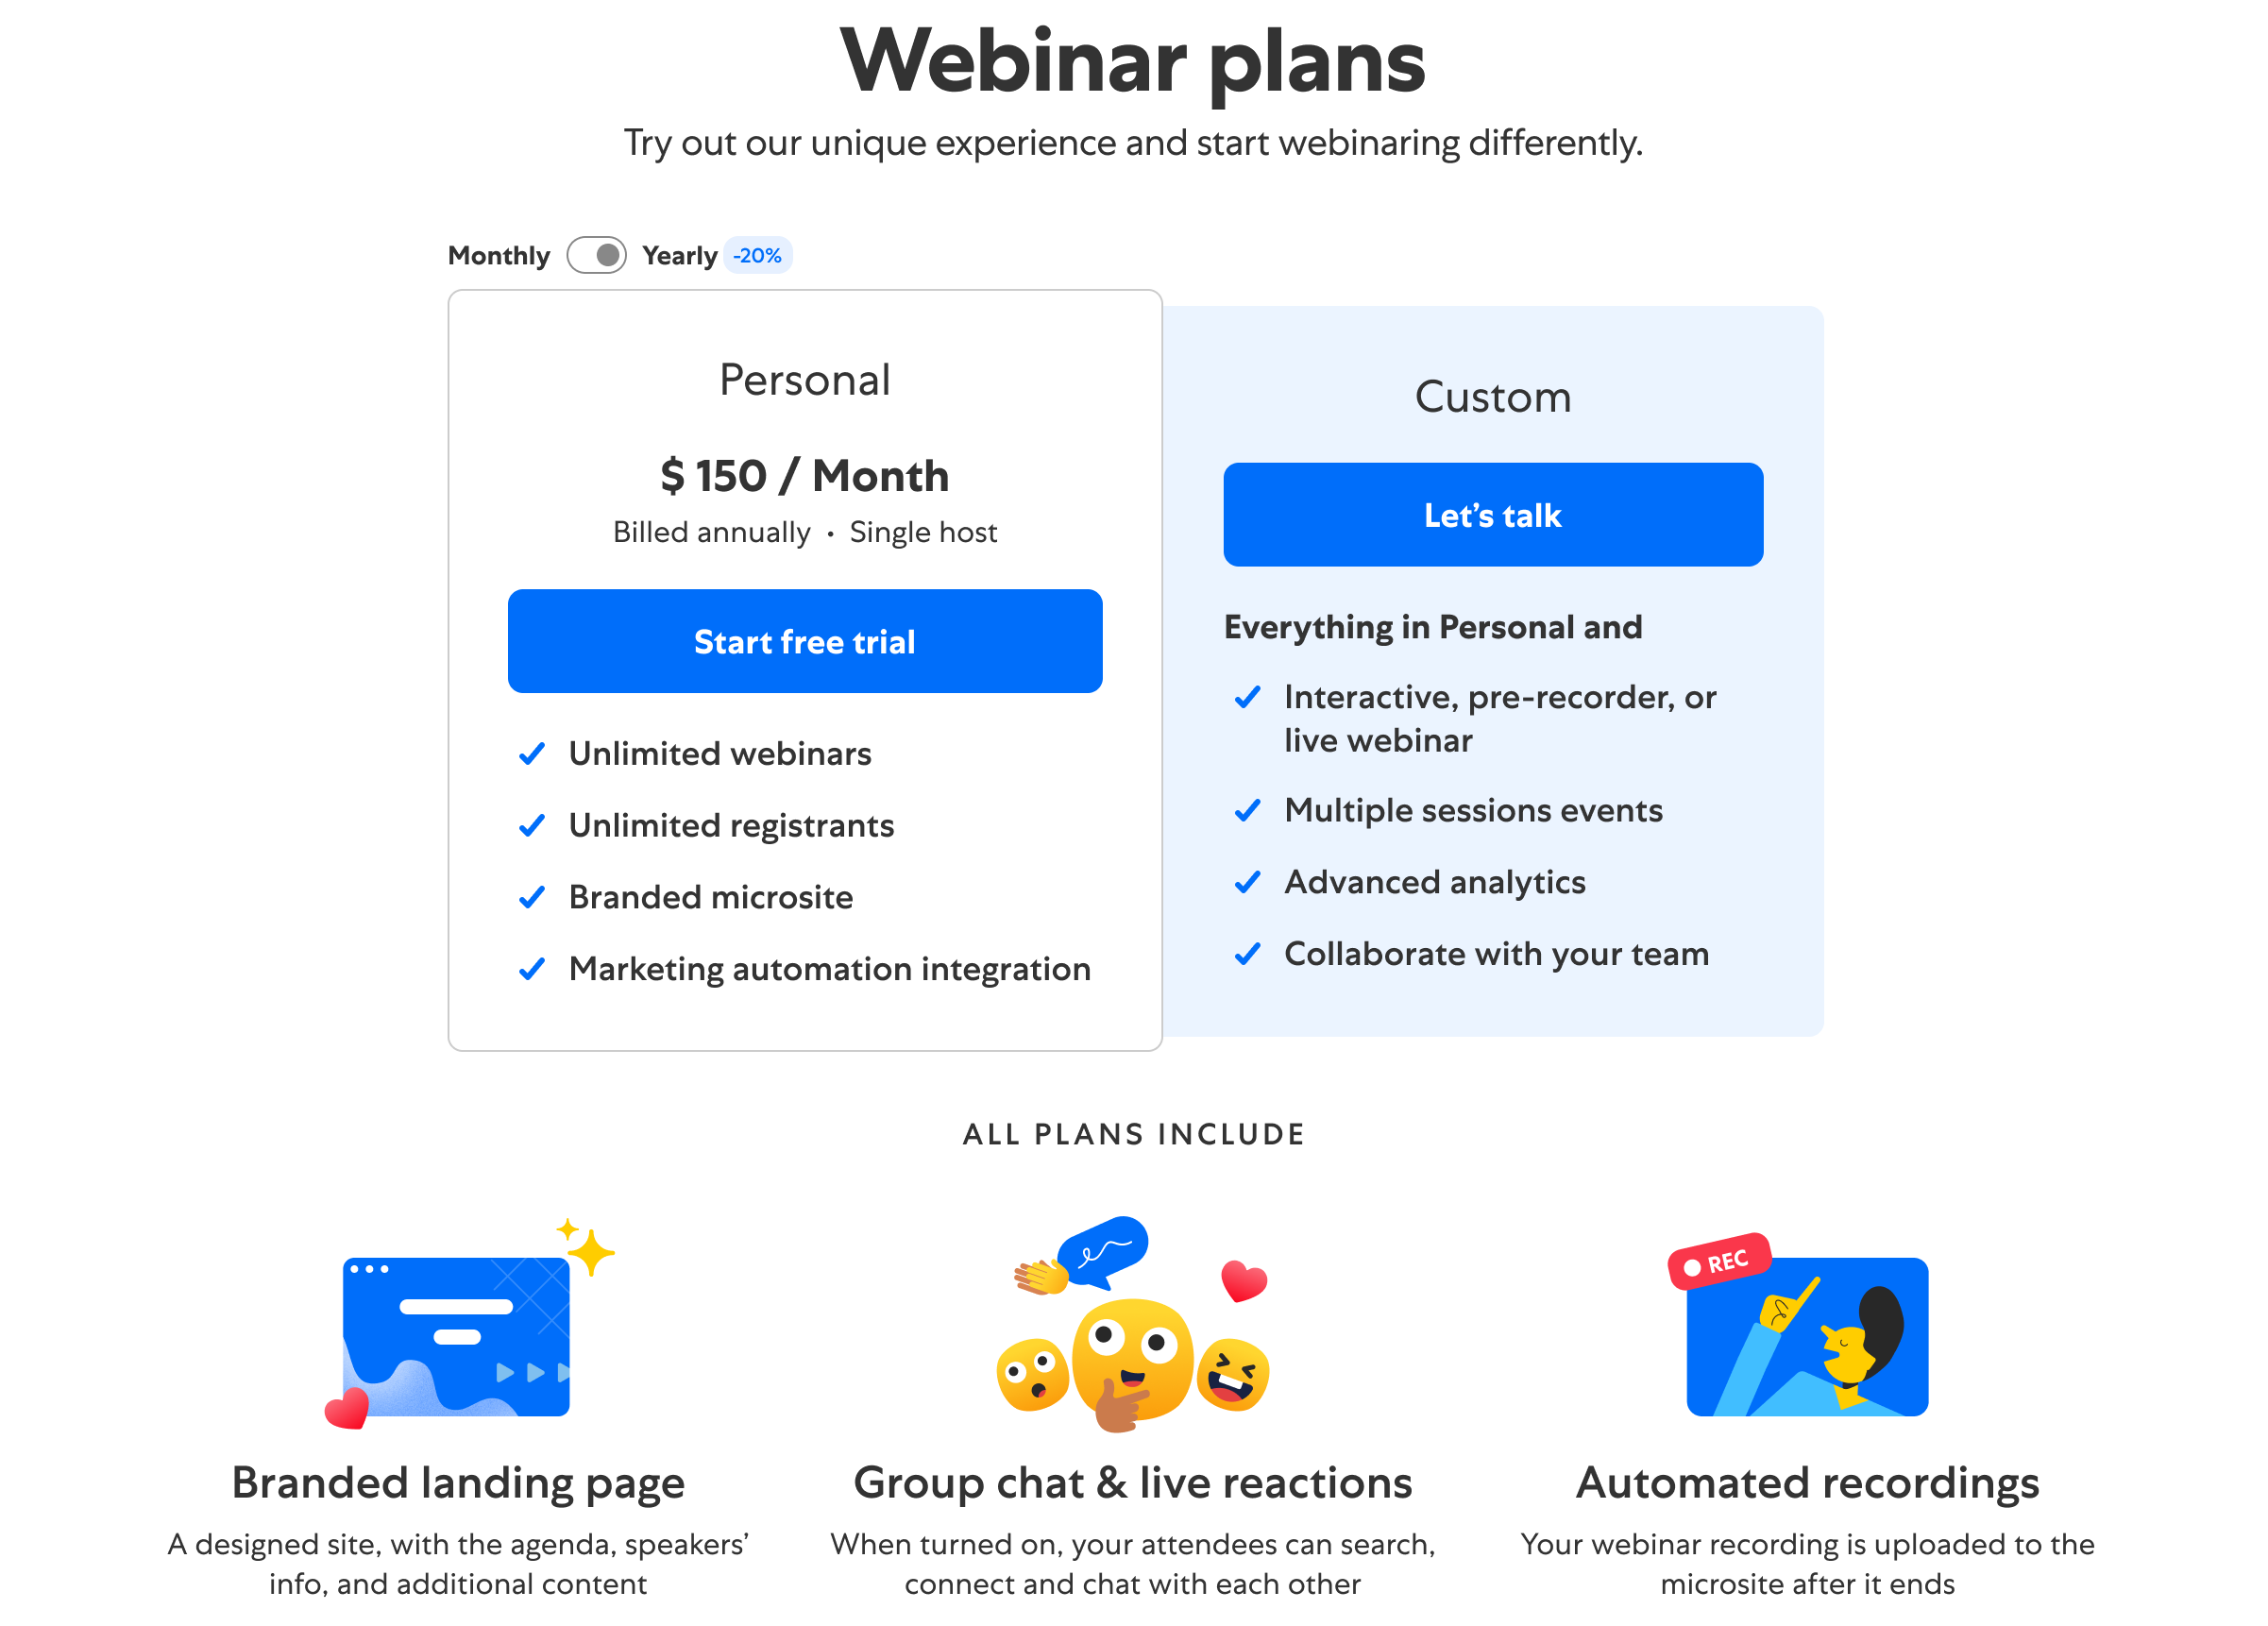 Webinar plans
Try out our unique experience and start webinaring differently.
Monthly Yearly -20%
Personal
$ 150 / Month
Billed annually • Single host
Start free trial
Unlimited webinars
Unlimited registrants
Branded microsite
Marketing automation integration
Custom
Let’s talk
Everything in Personal and
Interactive, pre-recorder, or
live webinar
Multiple sessions events
Advanced analytics
Collaborate with your team
ALL PLANS INCLUDE
Branded landing page
A designed site, with the agenda, speakers’
info, and additional content
Group chat & live reactions
When turned on, your attendees can search,
connect and chat with each other
REC
Automated recordings
Your webinar recording is uploaded to the
microsite after it ends